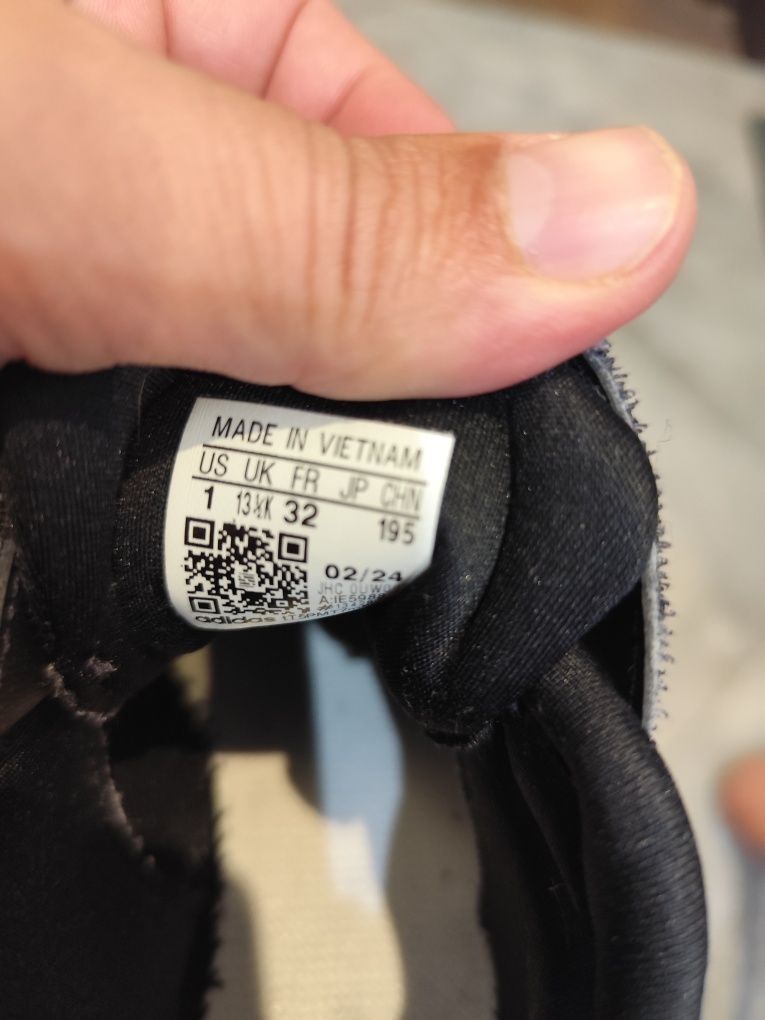 MADE IN VIETNAM
US UK FR JP CHN
1 13½K 32 195
02/24
adidas